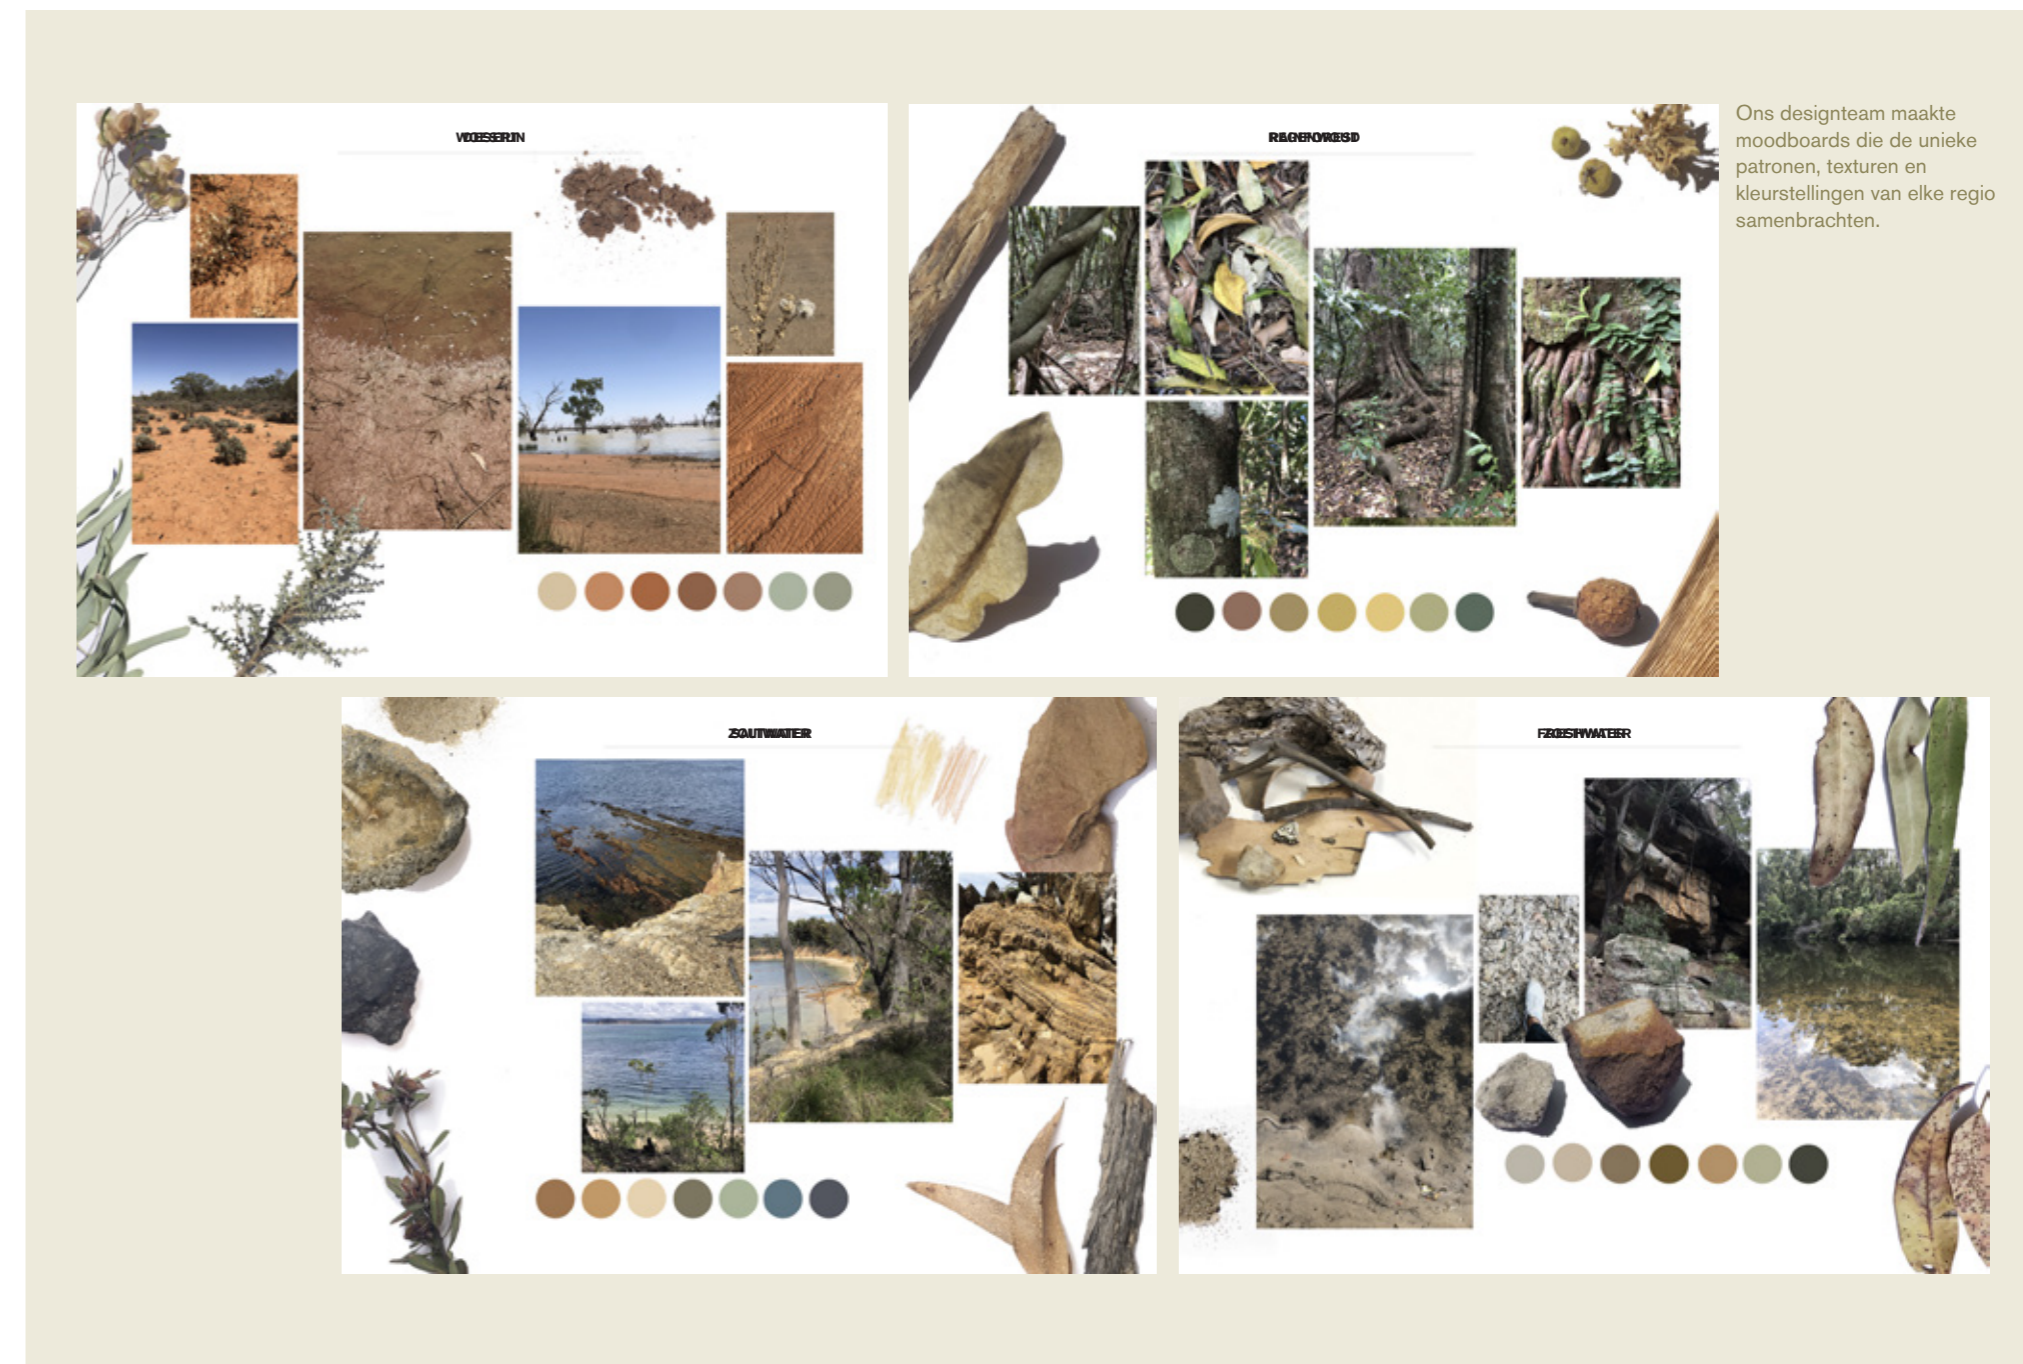 Ons designteam maakte
moodboards die de unieke
patronen, texturen en
kleurstellingen van elke regio
samenbrachten.